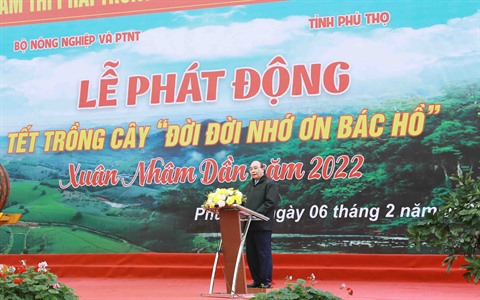 BỘ NÔNG NGHIỆP VÀ PTNT
TỈNH PHÚ THỌ
LỄ PHÁT ĐỘNG
TẾT TRỒNG CÂY “ĐỜI ĐỜI NHỚ ƠN BÁC HỒ”
Xuân Nhâm Dần năm 2022
ngày 06 tháng 2